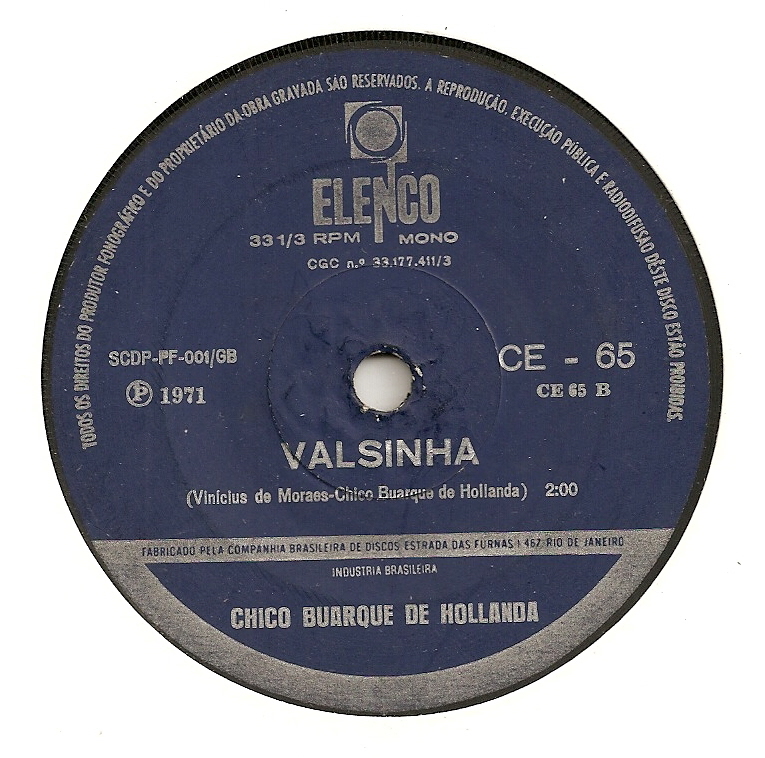 TODOS OS DIREITOS DO PRODUTOR FONOGRÁFICO E DO PROPRIETÁRIO DA OBRA GRAVADA SÃO RESERVADOS. A REPRODUÇÃO, EXECUÇÃO PÚBLICA E RADIODIFUSÃO DÊSTE DISCO ESTÃO PROIBIDAS.
ELENCO
33 1/3 RPM MONO
CGC n.º 33.177.411/3
SCDP-PF-001/GB CE - 65
℗ 1971 CE 65 B
VALSINHA
(Vinícius de Moraes-Chico Buarque de Hollanda) 2:00
FABRICADO PELA COMPANHIA BRASILEIRA DE DISCOS ESTRADA DAS FURNAS 1 467 RIO DE JANEIRO
INDUSTRIA BRASILEIRA
CHICO BUARQUE DE HOLLANDA